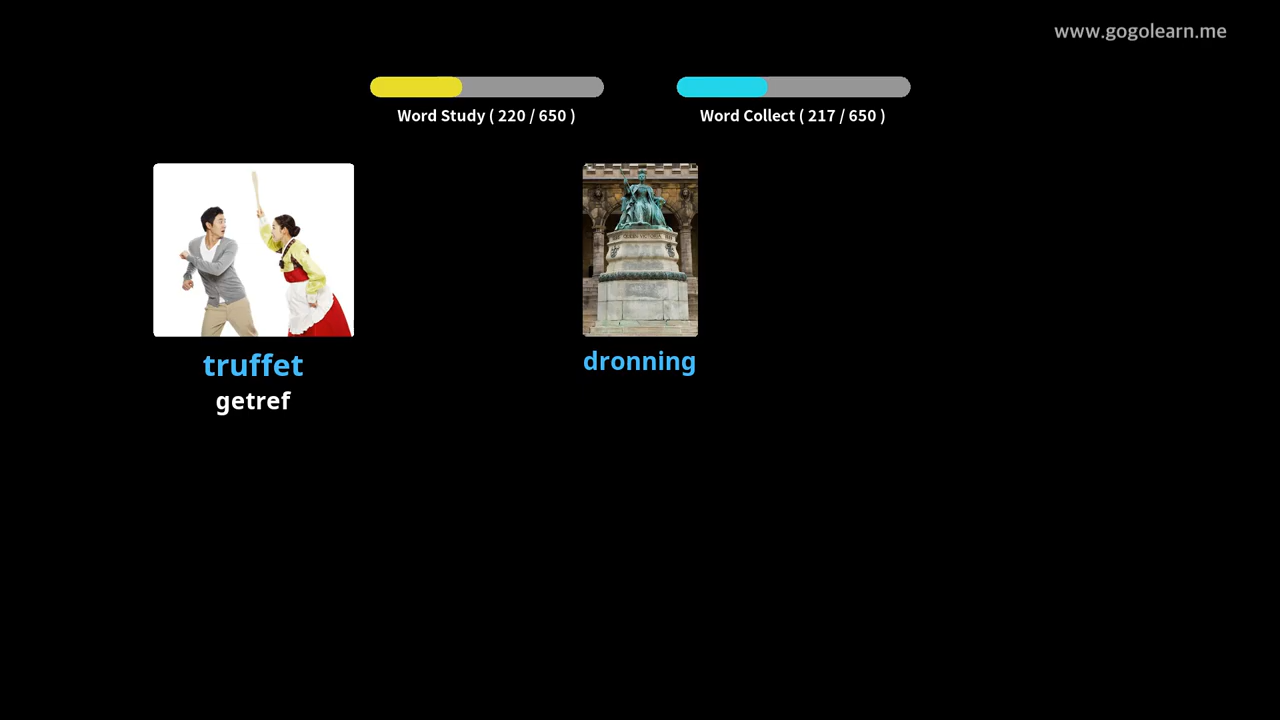 www.gogolearn.me
Word Study ( 220 / 650 )
Word Collect ( 217 / 650 )
truffet
getref
dronning